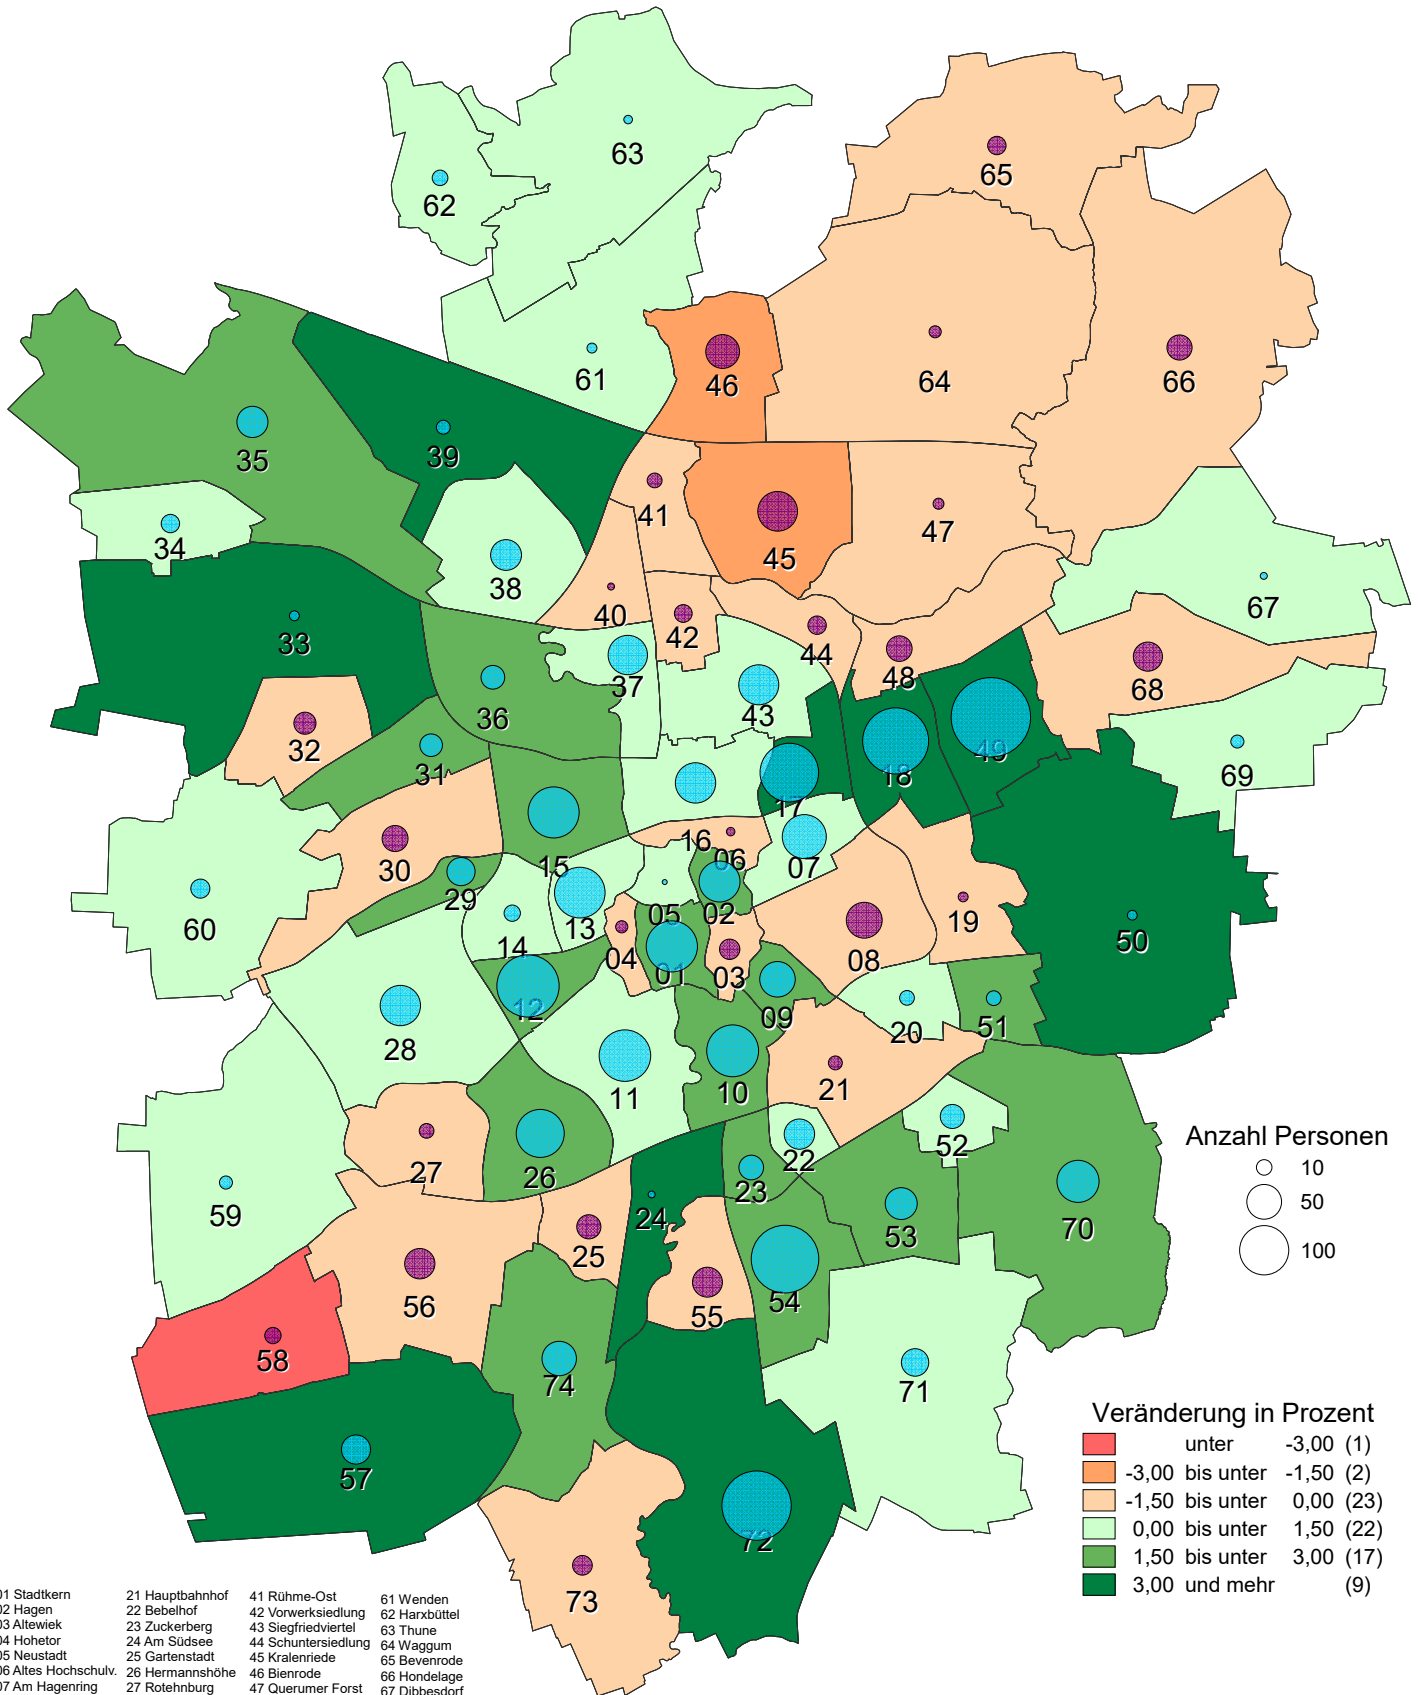 63
65
62
61
46
64
66
35
39
41
45
47
34
38
40
67
33
42
44
37
48
68
36
43
32
31
49
18
69
17
16
15
06
07
30
29
05
02
19
13
60
14
04
01
03
08
50
12
09
20
51
28
10
11
21
52
22
27
26
23
59
24
53
70
25
54
56
55
58
74
71
57
72
73
Anzahl Personen
10
50
100
Veränderung in Prozent
unter -3,00 (1)
-3,00 bis unter -1,50 (2)
-1,50 bis unter 0,00 (23)
0,00 bis unter 1,50 (22)
1,50 bis unter 3,00 (17)
3,00 und mehr (9)
01 Stadtkern
02 Hagen
03 Altewiek
04 Hohetor
05 Neustadt
06 Altes Hochschulv.
07 Am Hagenring
21 Hauptbahnhof
22 Bebelhof
23 Zuckerberg
24 Am Südsee
25 Gartenstadt
26 Hermannshöhe
27 Rotehnburg
41 Rühme-Ost
42 Vorwerksiedlung
43 Siegfriedviertel
44 Schuntersiedlung
45 Kralenriede
46 Bienrode
47 Querumer Forst
61 Wenden
62 Harxbüttel
63 Thune
64 Waggum
65 Bevenrode
66 Hondelage
67 Dibbesdorf